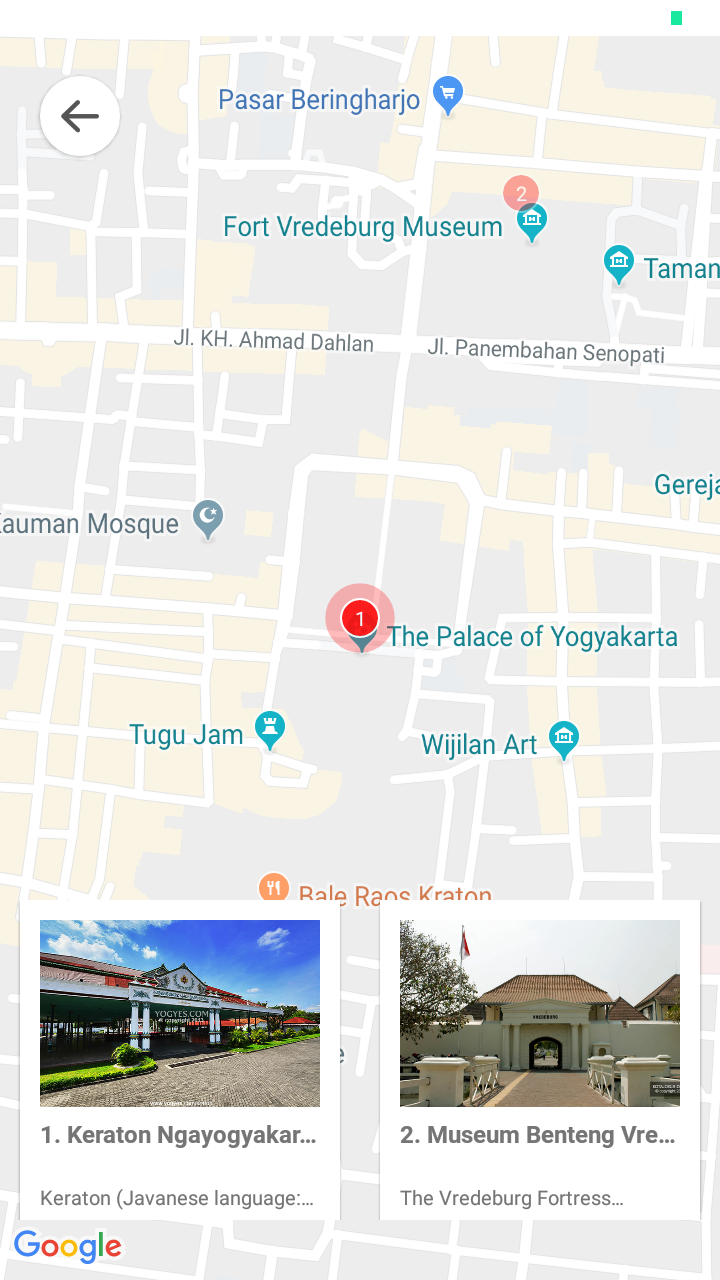 Pasar Beringharjo
2
Fort Vredeburg Museum
Taman
Jl. KH. Ahmad Dahlan
Jl. Panembahan Senopati
Gereja
Kauman Mosque
1
The Palace of Yogyakarta
Tugu Jam
Wijilan Art
Bale Raos Kraton
YOGYES.COM
VREDEBURG
e
1. Keraton Ngayogyakar...
2. Museum Benteng Vre...
Keraton (Javanese language:...
The Vredeburg Fortress...
Google